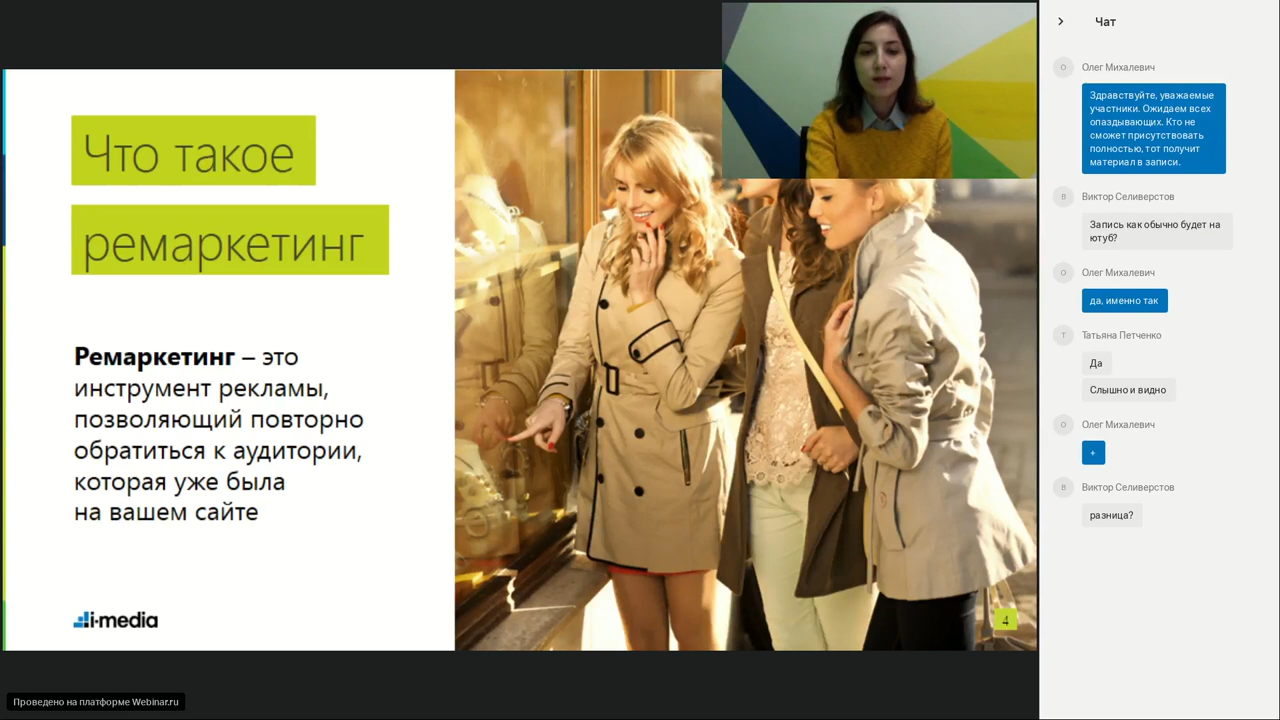 Что такое
ремаркетинг
Ремаркетинг – это
инструмент рекламы,
позволяющий повторно
обратиться к аудитории,
которая уже была
на вашем сайте
i-media
4
Проведено на платформе Webinar.ru
Чат
О
Олег Михалевич
Здравствуйте, уважаемые
участники. Ожидаем всех
опаздывающих. Кто не
сможет присутствовать
полностью, тот получит
материал в записи.
В
Виктор Селиверстов
Запись как обычно будет на
ютуб?
О
Олег Михалевич
да, именно так
Т
Татьяна Петченко
Да
Слышно и видно
О
Олег Михалевич
+
В
Виктор Селиверстов
разница?